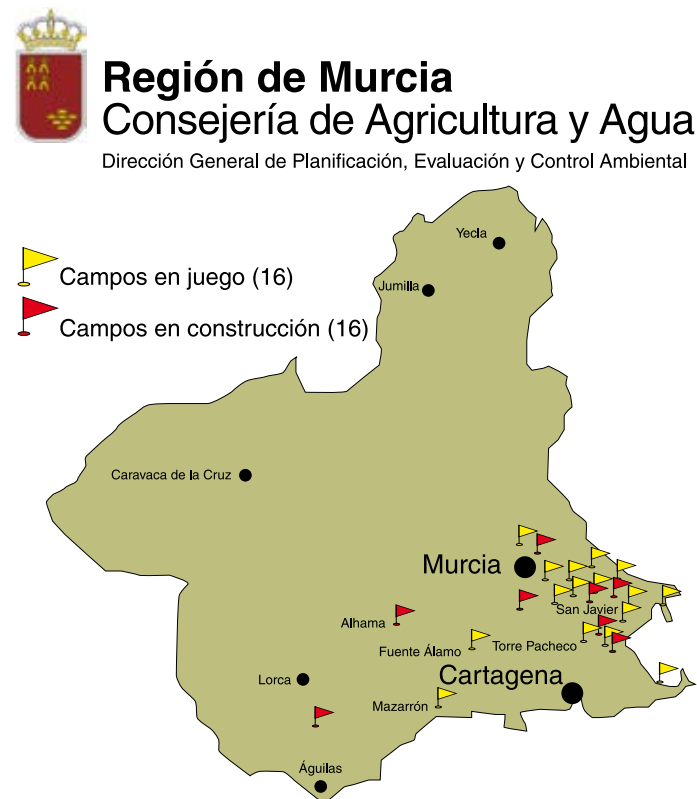 Región de Murcia
Consejería de Agricultura y Agua
Dirección General de Planificación, Evaluación y Control Ambiental
Yecla
Campos en juego (16)
Jumilla
Campos en construcción (16)
Caravaca de la Cruz
Murcia
San Javier
Alhama
Fuente Álamo
Torre Pacheco
Lorca
Cartagena
Mazarrón
Águilas